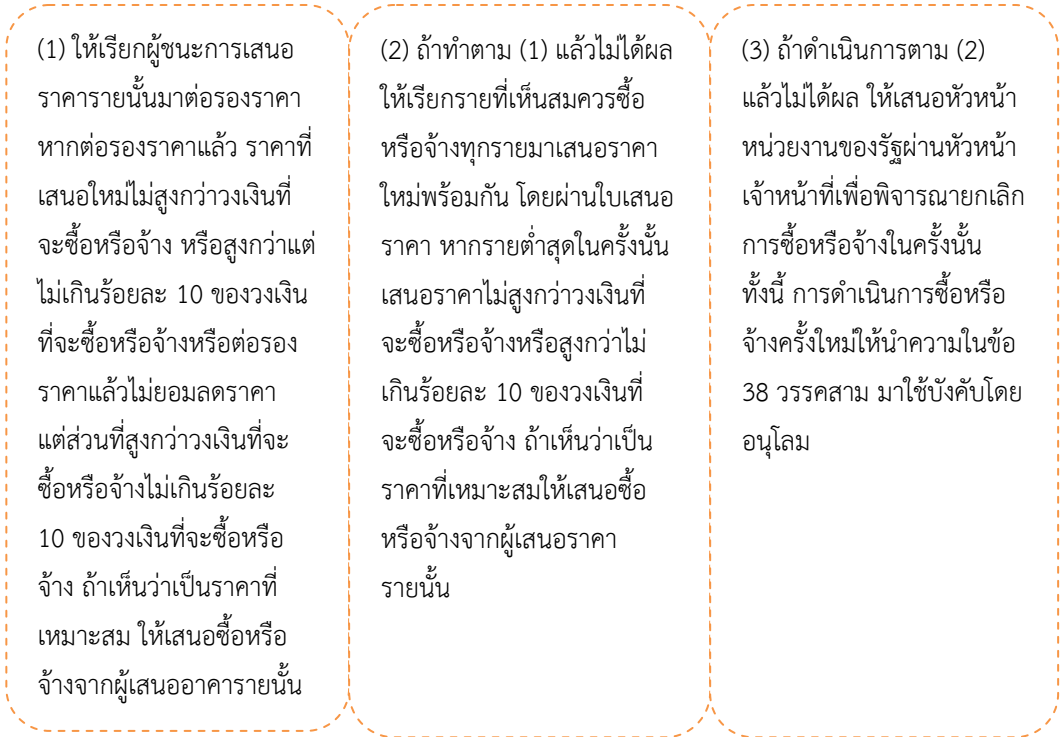 (1) ให้เรียกผู้ชนะการเสนอ
ราคารายนั้นมาต่อรองราคา
หากต่อรองราคาแล้ว ราคาที่
เสนอใหม่ไม่สูงกว่าวงเงินที่
จะซื้อหรือจ้าง หรือสูงกว่าแต่
ไม่เกินร้อยละ 10 ของวงเงิน
ที่จะซื้อหรือจ้างหรือต่อรอง
ราคาแล้วไม่ยอมลดราคา
แต่ส่วนที่สูงกว่าวงเงินที่จะ
ซื้อหรือจ้างไม่เกินร้อยละ
10 ของวงเงินที่จะซื้อหรือ
จ้าง ถ้าเห็นว่าเป็นราคาที่
เหมาะสม ให้เสนอซื้อหรือ
จ้างจากผู้เสนออาคารายนั้น
(2) ถ้าทำตาม (1) แล้วไม่ได้ผล
ให้เรียกรายที่เห็นสมควรซื้อ
หรือจ้างทุกรายมาเสนอราคา
ใหม่พร้อมกัน โดยผ่านใบเสนอ
ราคา หากรายต่ำสุดในครั้งนั้น
เสนอราคาไม่สูงกว่าวงเงินที่
จะซื้อหรือจ้างหรือสูงกว่าไม่
เกินร้อยละ 10 ของวงเงินที่
จะซื้อหรือจ้าง ถ้าเห็นว่าเป็น
ราคาที่เหมาะสมให้เสนอซื้อ
หรือจ้างจากผู้เสนอราคา
รายนั้น
(3) ถ้าดำเนินการตาม (2)
แล้วไม่ได้ผล ให้เสนอหัวหน้า
หน่วยงานของรัฐผ่านหัวหน้า
เจ้าหน้าที่เพื่อพิจารณายกเลิก
การซื้อหรือจ้างในครั้งนั้น
ทั้งนี้ การดำเนินการซื้อหรือ
จ้างครั้งใหม่ให้นำความในข้อ
38 วรรคสาม มาใช้บังคับโดย
อนุโลม